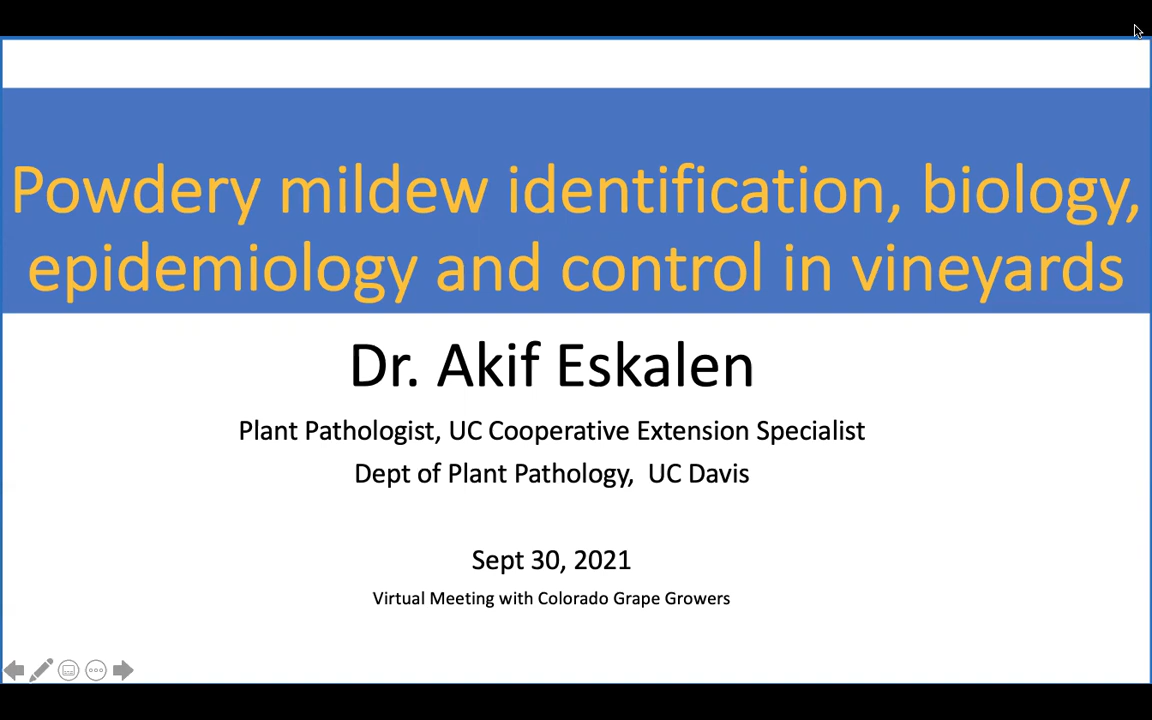 Powdery mildew identification, biology,
epidemiology and control in vineyards
Dr. Akif Eskalen
Plant Pathologist, UC Cooperative Extension Specialist
Dept of Plant Pathology,  UC Davis
Sept 30, 2021
Virtual Meeting with Colorado Grape Growers